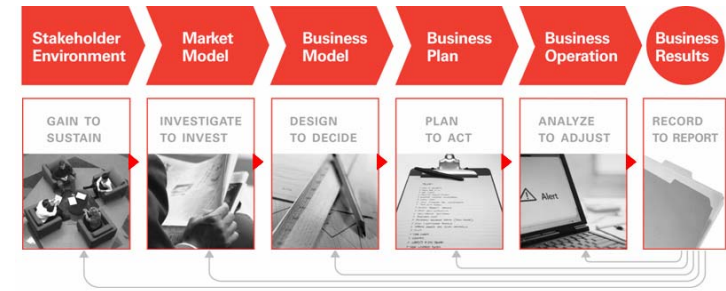 Stakeholder
Environment
Market
Model
Business
Model
Business
Plan
Business
Operation
Business
Results
GAIN TO
SUSTAIN
INVESTIGATE
TO INVEST
DESIGN
TO DECIDE
PLAN
TO ACT
ANALYZE
TO ADJUST
RECORD
TO REPORT
Alert